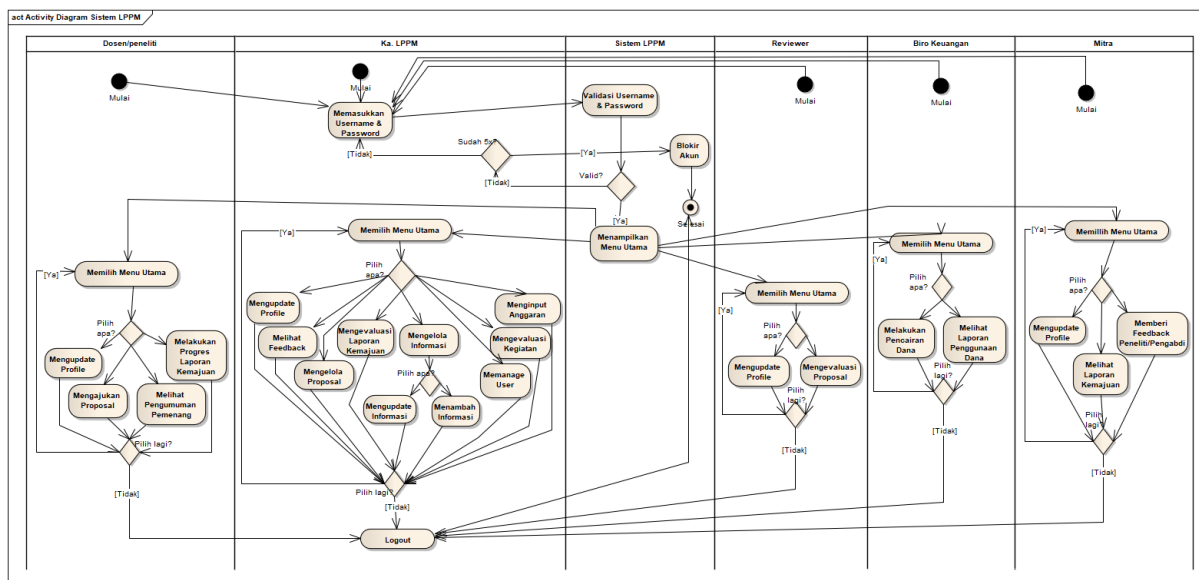 act Activity Diagram Sistem LPPM
Dosen/peneliti
Ka. LPPM
Sistem LPPM
Reviewer
Biro Keuangan
Mitra
Mulai
Mulai
Mulai
Mulai
Mulai
Memasukkan
Username &
Password
Validasi Username
& Password
Sudah 5x?
[Tidak]
[Ya]
Blokir
Akun
Valid?
[Tidak]
[Ya]
Selesai
Menampilkan
Menu Utama
[Ya]
Memilih Menu Utama
Pilih
apa?
Mengupdate
Profile
Melakukan
Progres
Laporan
Kemajuan
Mengajukan
Proposal
Melihat
Pengumuman
Pemenang
Pilih lagi?
[Tidak]
[Ya]
Memilih Menu Utama
Pilih
apa?
Mengupdate
Profile
Melihat
Feedback
Mengelola
Proposal
Mengevaluasi
Laporan
Kemajuan
Mengelola
Informasi
Pilih apa?
Mengupdate
Informasi
Menambah
Informasi
Menginput
Anggaran
Mengevaluasi
Kegiatan
Memanage
User
Pilih lagi?
[Tidak]
Logout
Memilih Menu Utama
[Ya]
Pilih
apa?
Mengupdate
Profile
Mengevaluasi
Proposal
Pilih
lagi?
[Tidak]
Memilih Menu Utama
[Ya]
Pilih
apa?
Melakukan
Pencairan
Dana
Melihat
Laporan
Penggunaan
Dana
Pilih
lagi?
[Tidak]
Memillih Menu Utama
[Ya]
Pilih
apa?
Mengupdate
Profile
Memberi
Feedback
Peneliti/Pengabdi
Melihat
Laporan
Kemajuan
Pilih
lagi?
[Tidak]